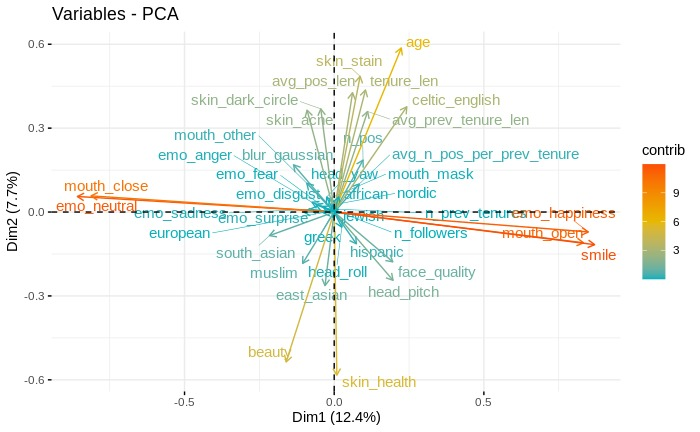 Variables - PCA
age
skin_stain
avg_pos_len
tenure_len
skin_dark_circle
celtic_english
skin_acne
avg_prev_tenure_len
mouth_other
n_pos
emo_anger
blur_gaussian
avg_n_pos_per_prev_tenure
emo_fear
head_yaw
mouth_mask
mouth_close
emo_disgust
african
nordic
emo_neutral
emo_sadness
emo_surprise
jewish
n_prev_tenures
emo_happiness
european
greek
n_followers
mouth_open
south_asian
hispanic
smile
muslim
head_roll
face_quality
east_asian
head_pitch
beauty
skin_health
0.6
0.3
0.0
-0.3
-0.6
Dim2 (7.7%)
-0.5
0.0
0.5
Dim1 (12.4%)
contrib
9
6
3